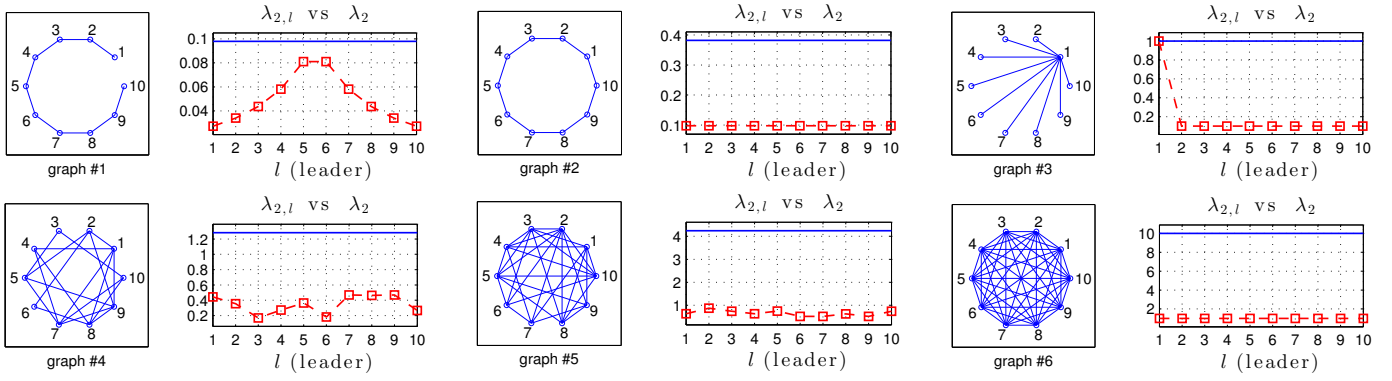 λ₂,ₗ vs λ₂
3 2 4 1 5 10 6 9 7 8
graph #1
0.1 0.08 0.06 0.04
1 2 3 4 5 6 7 8 9 10
l (leader)
λ₂,ₗ vs λ₂
3 2 4 1 5 10 6 9 7 8
graph #2
0.4 0.3 0.2 0.1
1 2 3 4 5 6 7 8 9 10
l (leader)
λ₂,ₗ vs λ₂
3 2 4 1 5 10 6 9 7 8
graph #3
1 0.8 0.6 0.4 0.2
1 2 3 4 5 6 7 8 9 10
l (leader)
λ₂,ₗ vs λ₂
3 2 4 1 5 10 6 9 7 8
graph #4
1.2 1 0.8 0.6 0.4 0.2
1 2 3 4 5 6 7 8 9 10
l (leader)
λ₂,ₗ vs λ₂
3 2 4 1 5 10 6 9 7 8
graph #5
4 3 2 1
1 2 3 4 5 6 7 8 9 10
l (leader)
λ₂,ₗ vs λ₂
3 2 4 1 5 10 6 9 7 8
graph #6
10 8 6 4 2
1 2 3 4 5 6 7 8 9 10
l (leader)